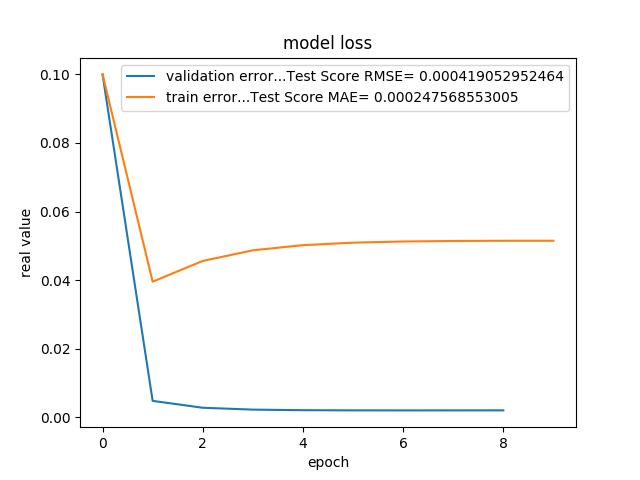 model loss
validation error...Test Score RMSE= 0.000419052952464
train error...Test Score MAE= 0.000247568553005
0.10
0.08
0.06
0.04
0.02
0.00
real value
0 2 4 6 8
epoch